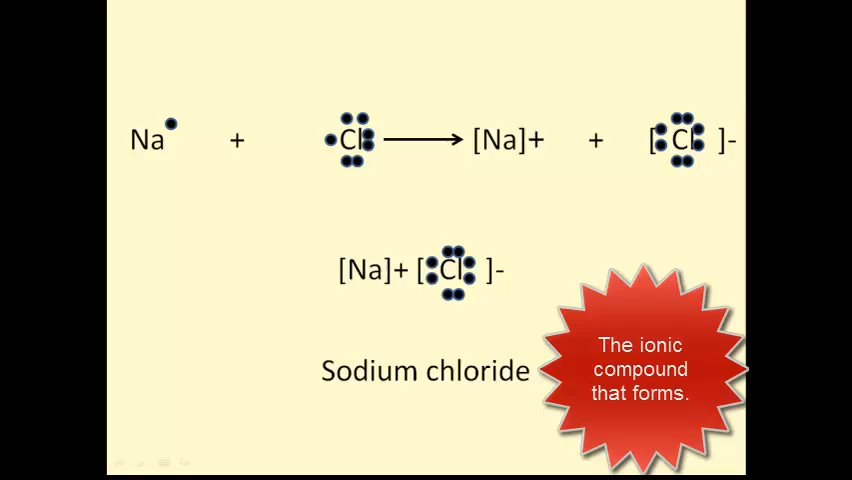 Na + Cl → [Na]+ + [ Cl ]-
[Na]+ [ Cl ]-
Sodium chloride
The ionic
compound
that forms.